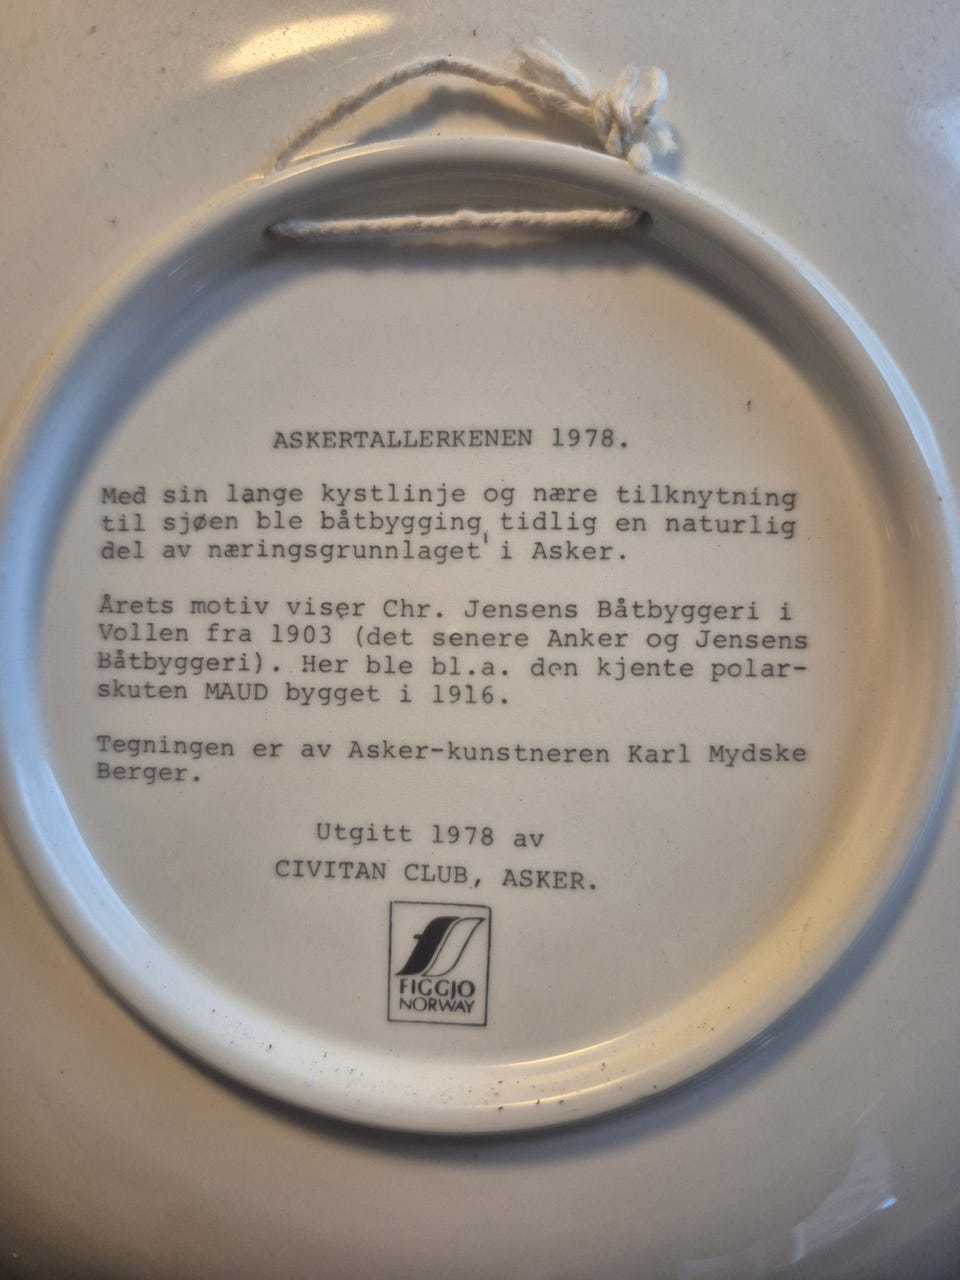 ASKERTALLERKENEN 1978.
Med sin lange kystlinje og nære tilknytning
til sjøen ble båtbygging tidlig en naturlig
del av næringsgrunnlaget i Asker.
Årets motiv viser Chr. Jensens Båtbyggeri i
Vollen fra 1903 (det senere Anker og Jensens
Båtbyggeri). Her ble bl.a. den kjente polar-
skuten MAUD bygget i 1916.
Tegningen er av Asker-kunstneren Karl Mydske
Berger.
Utgitt 1978 av
CIVITAN CLUB, ASKER.
FIGGJO
NORWAY